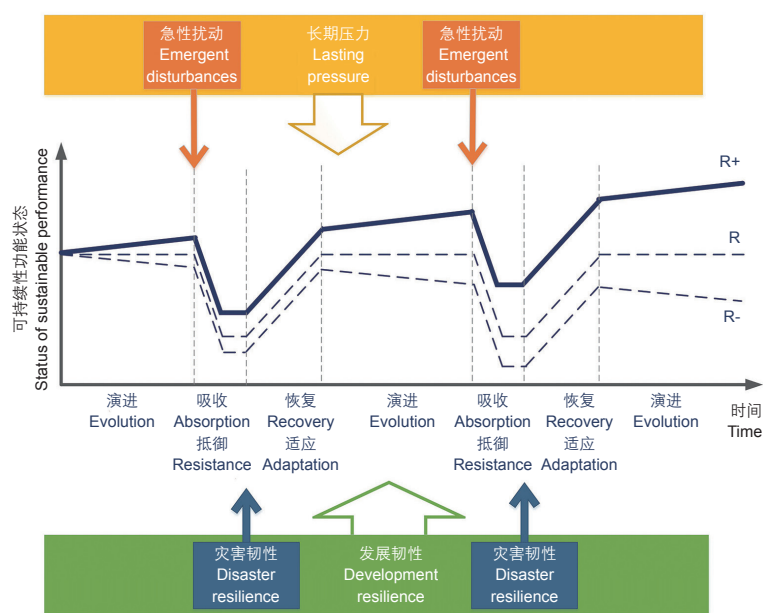 急性扰动
Emergent
disturbances
长期压力
Lasting
pressure
急性扰动
Emergent
disturbances
可持续性功能状态
Status of sustainable performance
R+
R
R-
演进
Evolution
吸收
Absorption
抵御
Resistance
恢复
Recovery
适应
Adaptation
演进
Evolution
吸收
Absorption
抵御
Resistance
恢复
Recovery
适应
Adaptation
演进
Evolution
时间
Time
灾害韧性
Disaster
resilience
发展韧性
Development
resilience
灾害韧性
Disaster
resilience